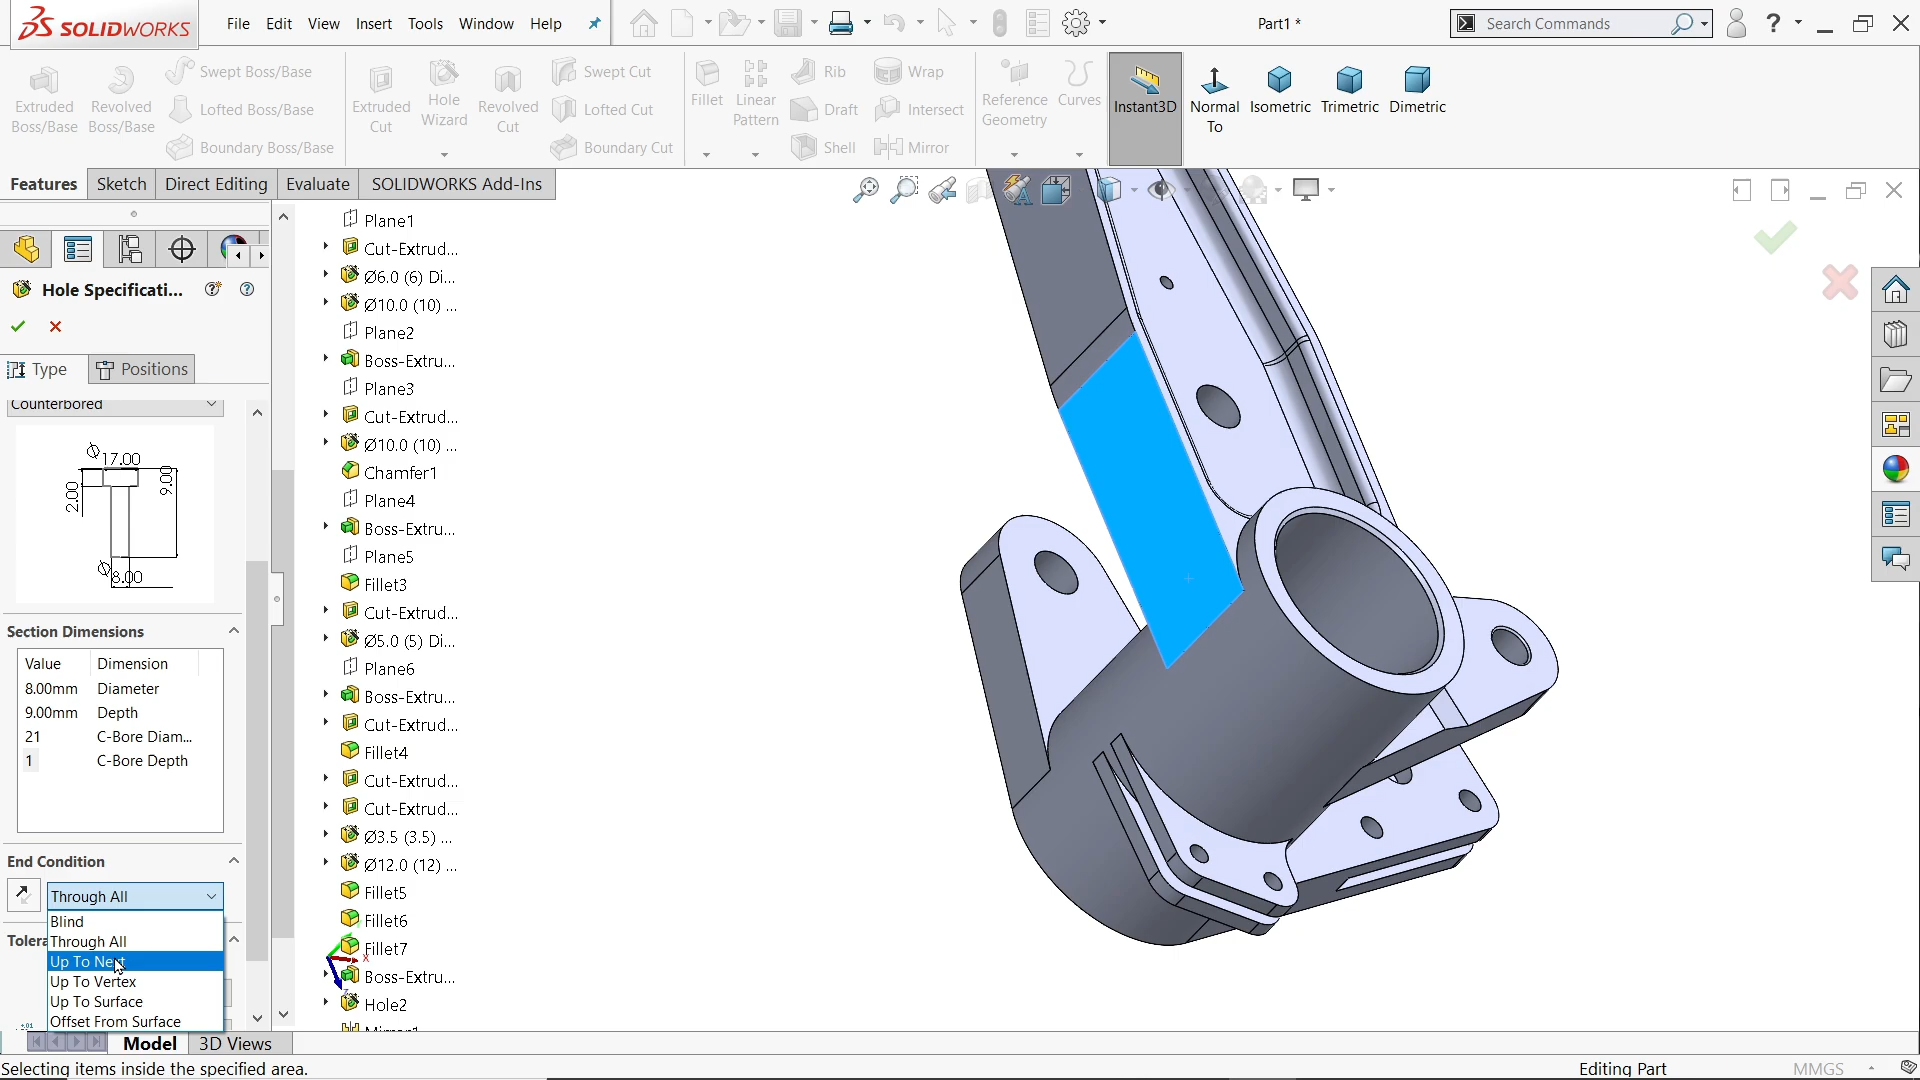 SOLIDWORKS
File Edit View Insert Tools Window Help
Part1 *
Search Commands
Extruded Boss/Base
Revolved Boss/Base
Swept Boss/Base
Lofted Boss/Base
Boundary Boss/Base
Extruded Cut
Hole Wizard
Revolved Cut
Swept Cut
Lofted Cut
Boundary Cut
Fillet
Linear Pattern
Rib
Draft
Shell
Wrap
Intersect
Mirror
Reference Geometry
Curves
Instant3D
Normal To
Isometric
Trimetric
Dimetric
Features
Sketch
Direct Editing
Evaluate
SOLIDWORKS Add-Ins
Hole Specificati...
Type
Positions
Counterbored
17.00
2.00
9.00
8.00
Section Dimensions
Value Dimension
8.00mm Diameter
9.00mm Depth
21 C-Bore Diam...
1 C-Bore Depth
End Condition
Through All
Blind
Through All
Up To Next
Up To Vertex
Up To Surface
Offset From Surface
Plane1
Cut-Extrud...
Ø6.0 (6) Di...
Ø10.0 (10) ...
Plane2
Boss-Extru...
Plane3
Cut-Extrud...
Ø10.0 (10) ...
Chamfer1
Plane4
Boss-Extru...
Plane5
Fillet3
Cut-Extrud...
Ø5.0 (5) Di...
Plane6
Boss-Extru...
Cut-Extrud...
Fillet4
Cut-Extrud...
Cut-Extrud...
Ø3.5 (3.5) ...
Ø12.0 (12) ...
Fillet5
Fillet6
Fillet7
Boss-Extru...
Hole2
Mirror1
x
Model
3D Views
Selecting items inside the specified area.
Editing Part
MMGS